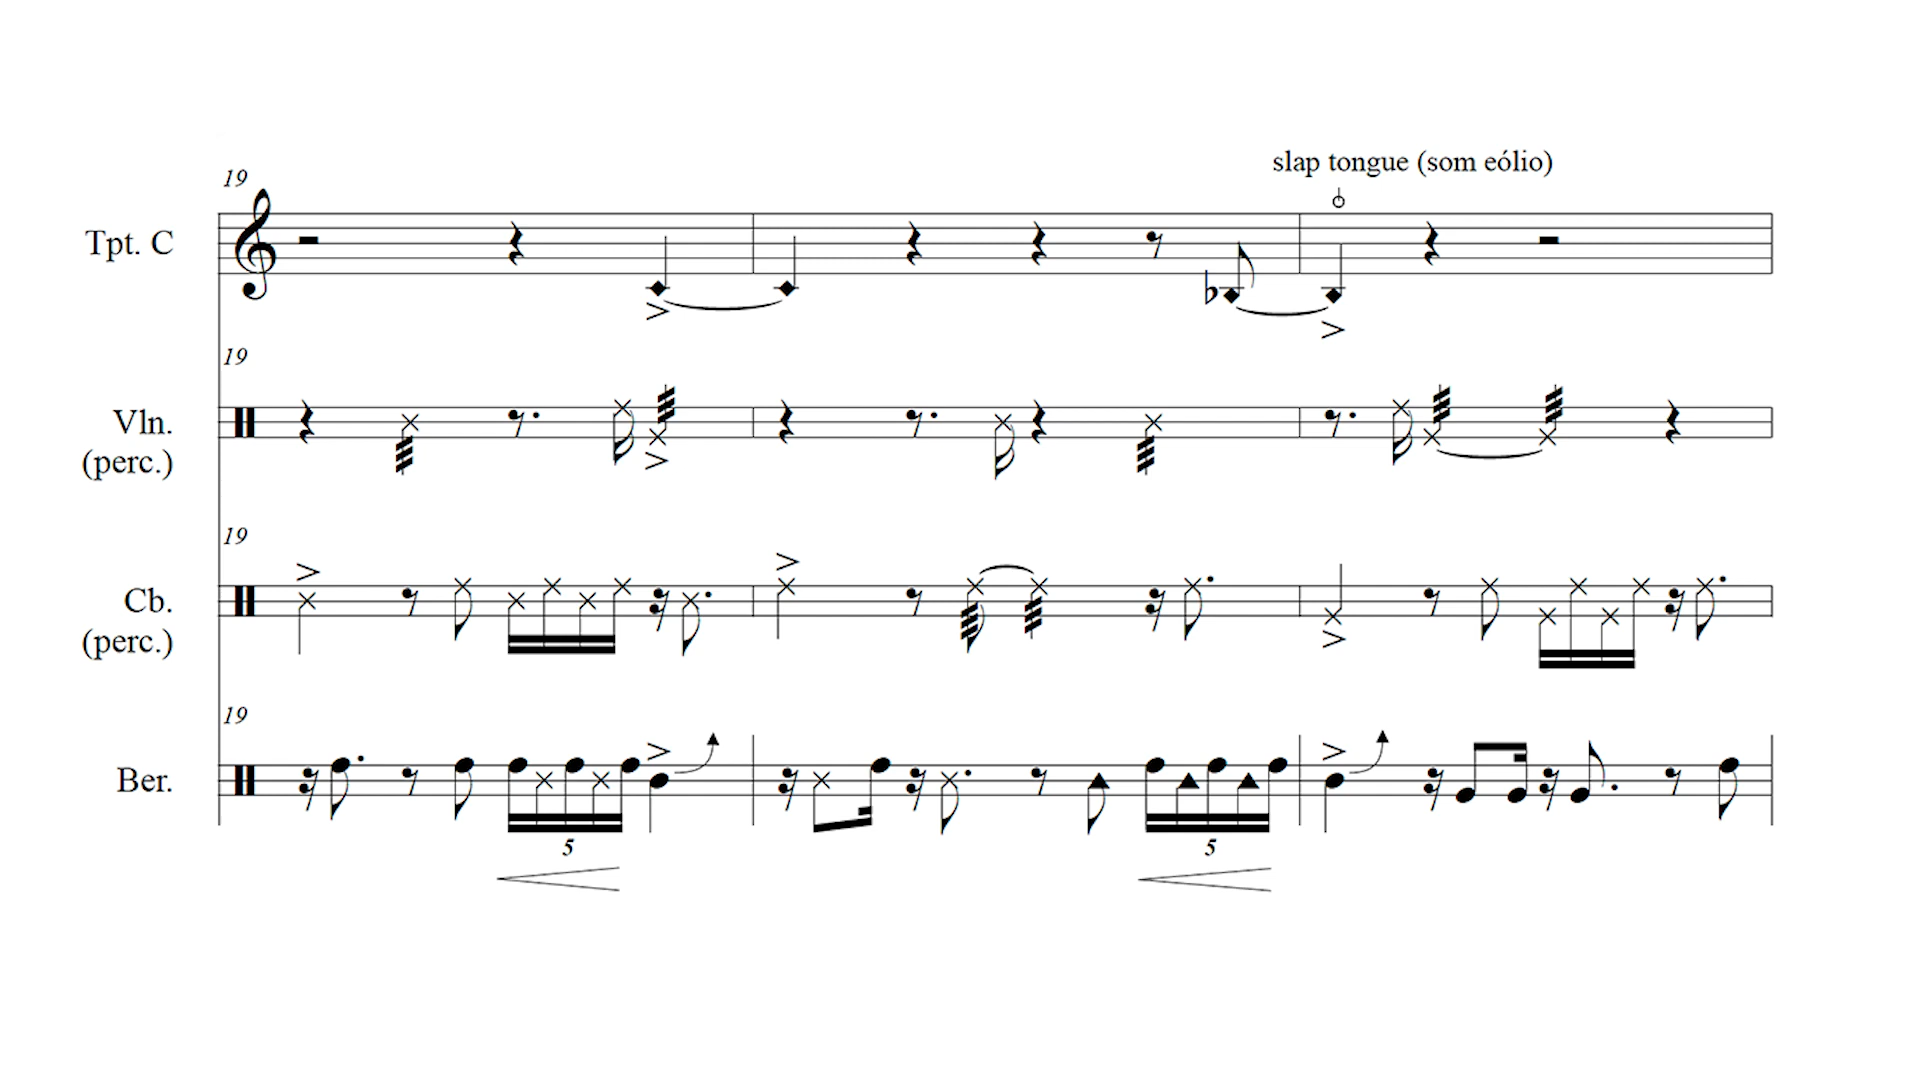 slap tongue (som eólio)
19
Tpt. C
19
Vln.
(perc.)
19
Cb.
(perc.)
19
Ber.
5
5